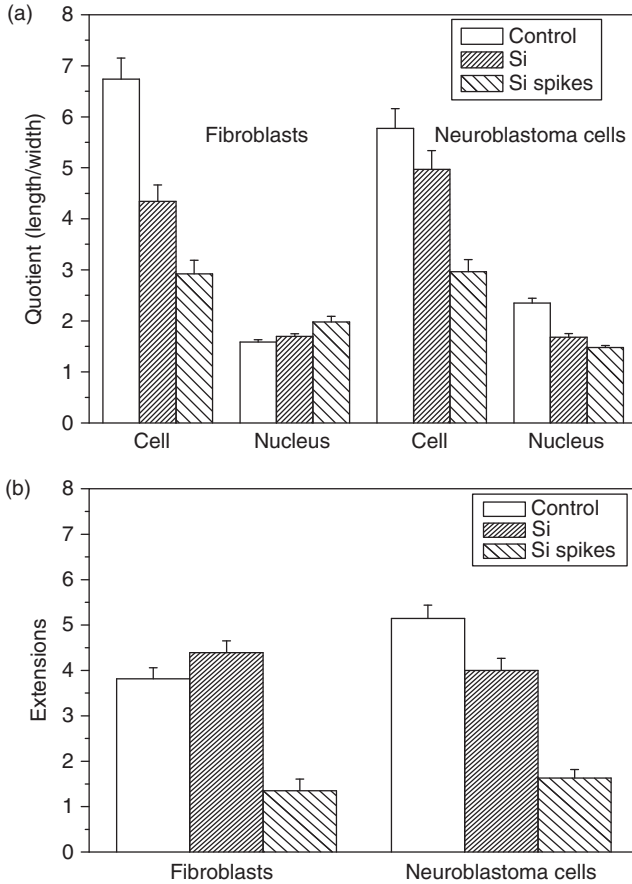 (a)
8
7
6
5
4
3
2
1
0
Quotient (length/width)
Control
Si
Si spikes
Fibroblasts
Neuroblastoma cells
Cell
Nucleus
Cell
Nucleus
(b)
8
7
6
5
4
3
2
1
0
Extensions
Control
Si
Si spikes
Fibroblasts
Neuroblastoma cells